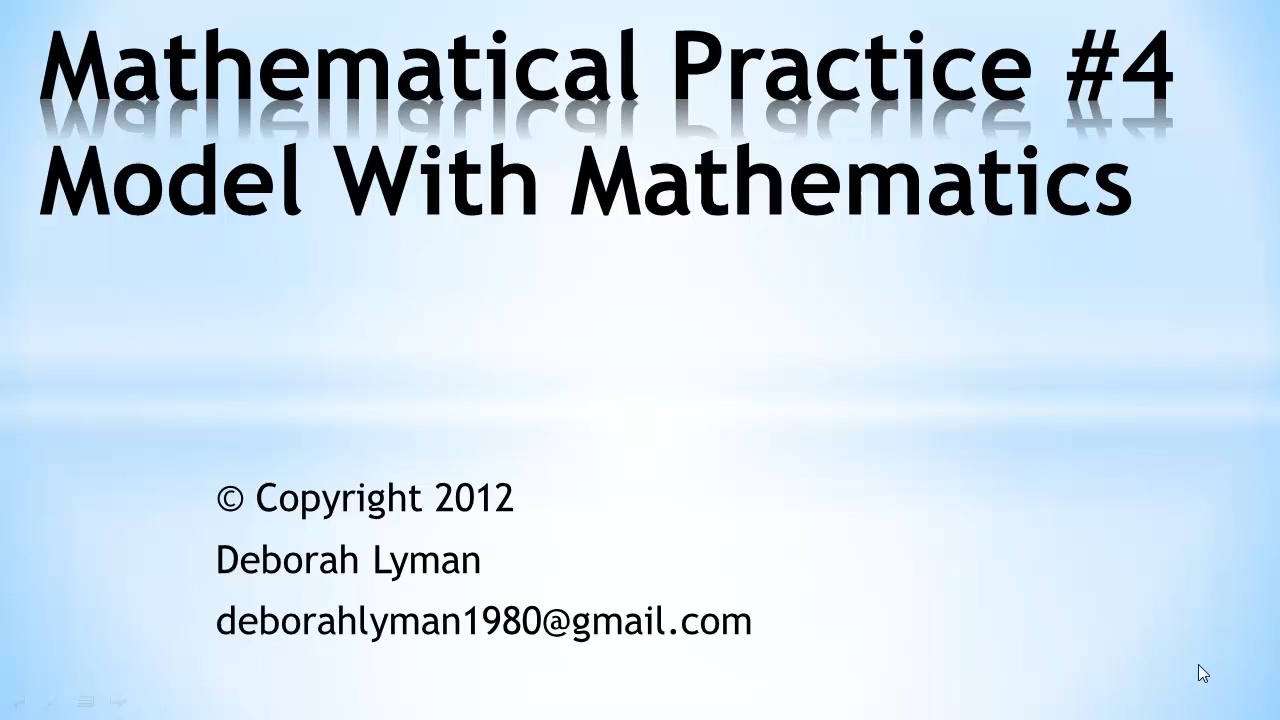 Mathematical Practice #4
Model With Mathematics
© Copyright 2012
Deborah Lyman
deborahlyman1980@gmail.com